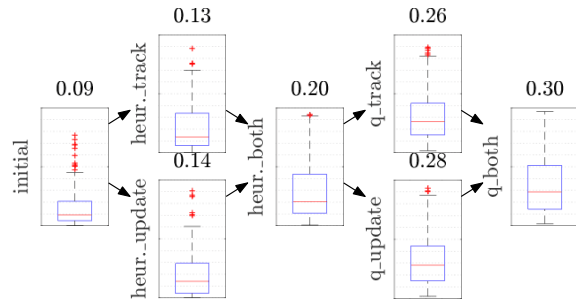 0.13
0.26
heur._track
q_track
0.09
0.20
0.30
initial
heur._both
q_both
0.14
0.28
heur._update
q_update